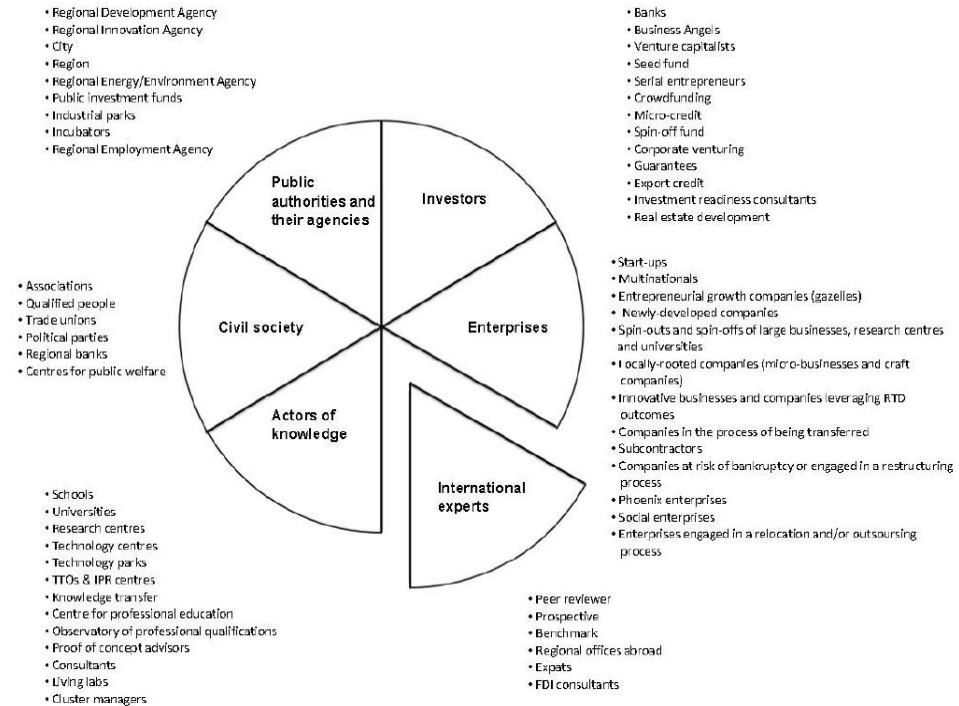 • Regional Development Agency
• Regional Innovation Agency
• City
• Region
• Regional Energy/Environment Agency
• Public investment funds
• Industrial parks
• Incubators
• Regional Employment Agency
• Banks
• Business Angels
• Venture capitalists
• Seed fund
• Serial entrepreneurs
• Crowdfunding
• Micro-credit
• Spin-off fund
• Corporate venturing
• Guarantees
• Export credit
• Investment readiness consultants
• Real estate development
Public
authorities and
their agencies
Investors
Civil society
Enterprises
Actors of
knowledge
International
experts
• Associations
• Qualified people
• Trade unions
• Political parties
• Regional banks
• Centres for public welfare
• Start-ups
• Multinationals
• Entrepreneurial growth companies (gazelles)
• Newly-developed companies
• Spin-outs and spin-offs of large businesses, research centres
and universities
• Locally-rooted companies (micro-businesses and craft
companies)
• Innovative businesses and companies leveraging RTD
outcomes
• Companies in the process of being transferred
• Subcontractors
• Companies at risk of bankruptcy or engaged in a restructuring
process
• Phoenix enterprises
• Social enterprises
• Enterprises engaged in a relocation and/or outsoursing
process
• Schools
• Universities
• Research centres
• Technology centres
• Technology parks
• TTOs & IPR centres
• Knowledge transfer
• Centre for professional education
• Observatory of professional qualifications
• Proof of concept advisors
• Consultants
• Living labs
• Cluster managers
• Peer reviewer
• Prospective
• Benchmark
• Regional offices abroad
• Expats
• FDI consultants